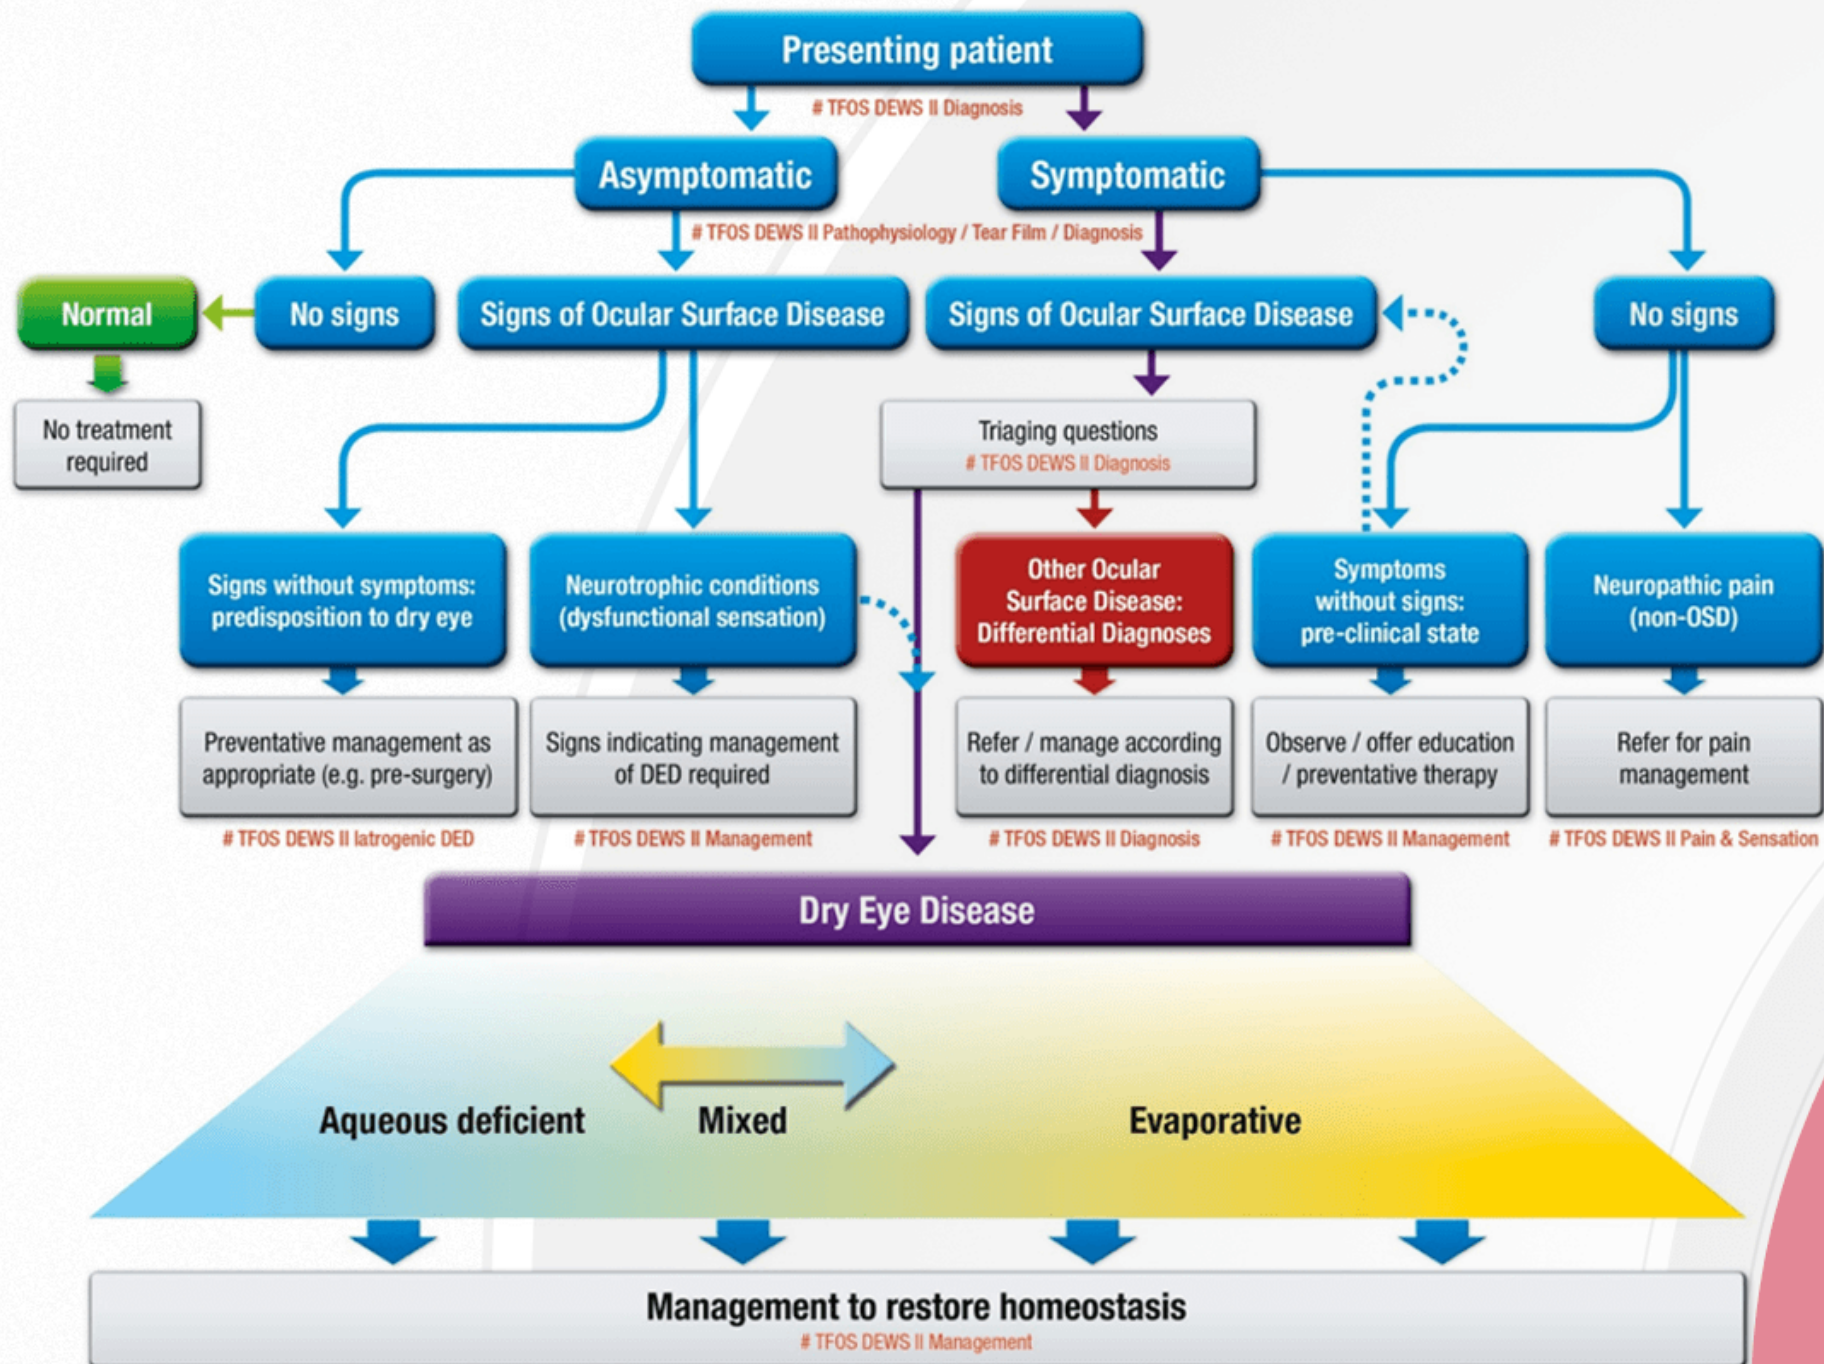 Presenting patient
# TFOS DEWS II Diagnosis
Asymptomatic
Symptomatic
# TFOS DEWS II Pathophysiology / Tear Film / Diagnosis
Normal
No signs
Signs of Ocular Surface Disease
Signs of Ocular Surface Disease
No signs
No treatment
required
Triaging questions
# TFOS DEWS II Diagnosis
Signs without symptoms:
predisposition to dry eye
Neurotrophic conditions
(dysfunctional sensation)
Other Ocular
Surface Disease:
Differential Diagnoses
Symptoms
without signs:
pre-clinical state
Neuropathic pain
(non-OSD)
Preventative management as
appropriate (e.g. pre-surgery)
Signs indicating management
of DED required
Refer / manage according
to differential diagnosis
Observe / offer education
/ preventative therapy
Refer for pain
management
# TFOS DEWS II Iatrogenic DED
# TFOS DEWS II Management
# TFOS DEWS II Diagnosis
# TFOS DEWS II Management
# TFOS DEWS II Pain & Sensation
Dry Eye Disease
Aqueous deficient
Mixed
Evaporative
Management to restore homeostasis
# TFOS DEWS II Management